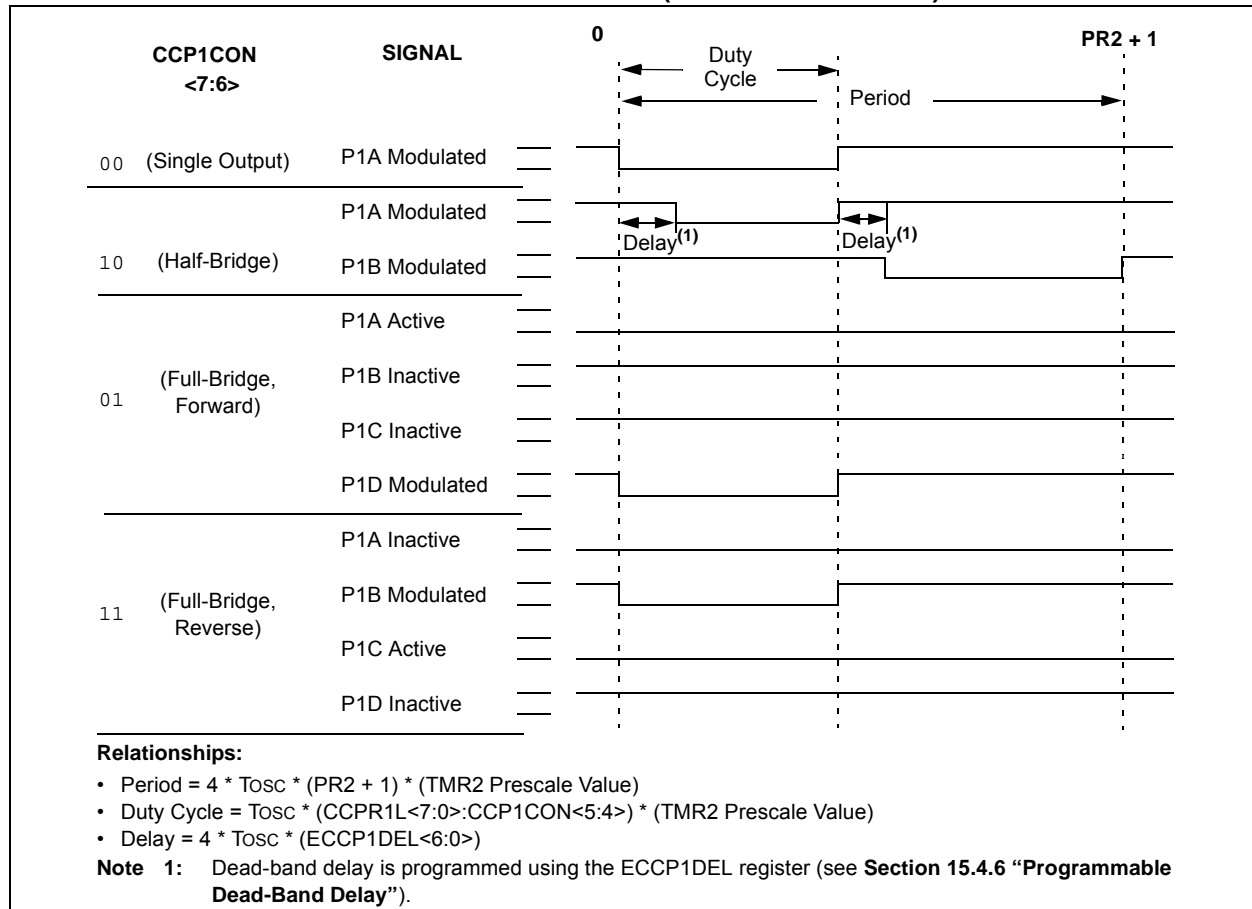 0
PR2 + 1
CCP1CON
<7:6>
SIGNAL
Duty
Cycle
Period
00 (Single Output) P1A Modulated
P1A Modulated
Delay(1) Delay(1)
10 (Half-Bridge) P1B Modulated
P1A Active
01 (Full-Bridge,
Forward)
P1B Inactive
P1C Inactive
P1D Modulated
P1A Inactive
11 (Full-Bridge,
Reverse)
P1B Modulated
P1C Active
P1D Inactive
Relationships:
• Period = 4 * TOSC * (PR2 + 1) * (TMR2 Prescale Value)
• Duty Cycle = TOSC * (CCPR1L<7:0>:CCP1CON<5:4>) * (TMR2 Prescale Value)
• Delay = 4 * TOSC * (ECCP1DEL<6:0>)
Note 1: Dead-band delay is programmed using the ECCP1DEL register (see Section 15.4.6 “Programmable
Dead-Band Delay”).